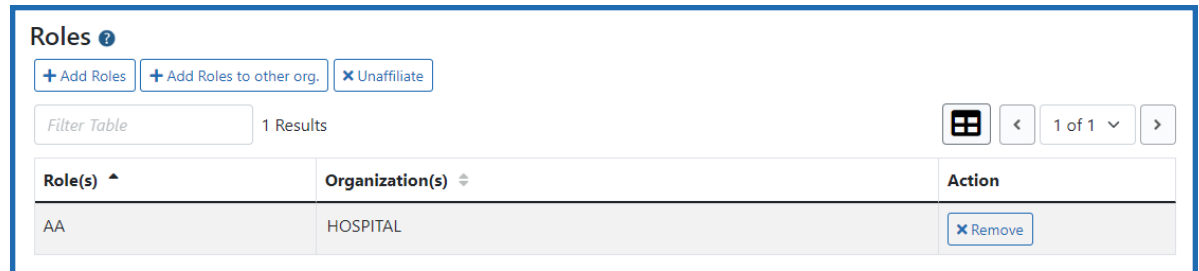 Roles ?
Add Roles Add Roles to other org. Unaffiliate
Filter Table 1 Results 1 of 1
Role(s) Organization(s) Action
AA HOSPITAL Remove